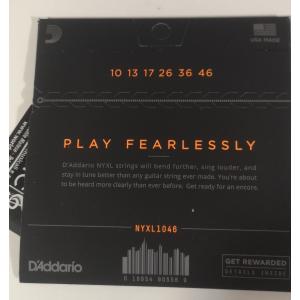 USA MADE
10 13 17 26 36 46
PLAY FEARLESSLY
D'Addario NYXL strings will bend further, sing louder, and
stay in tune better than any guitar string ever made. You're about
to be heard more clearly than ever before. Get ready for an encore.
NYXL1046
D'Addario
GET REWARDED
DETAILS INSIDE